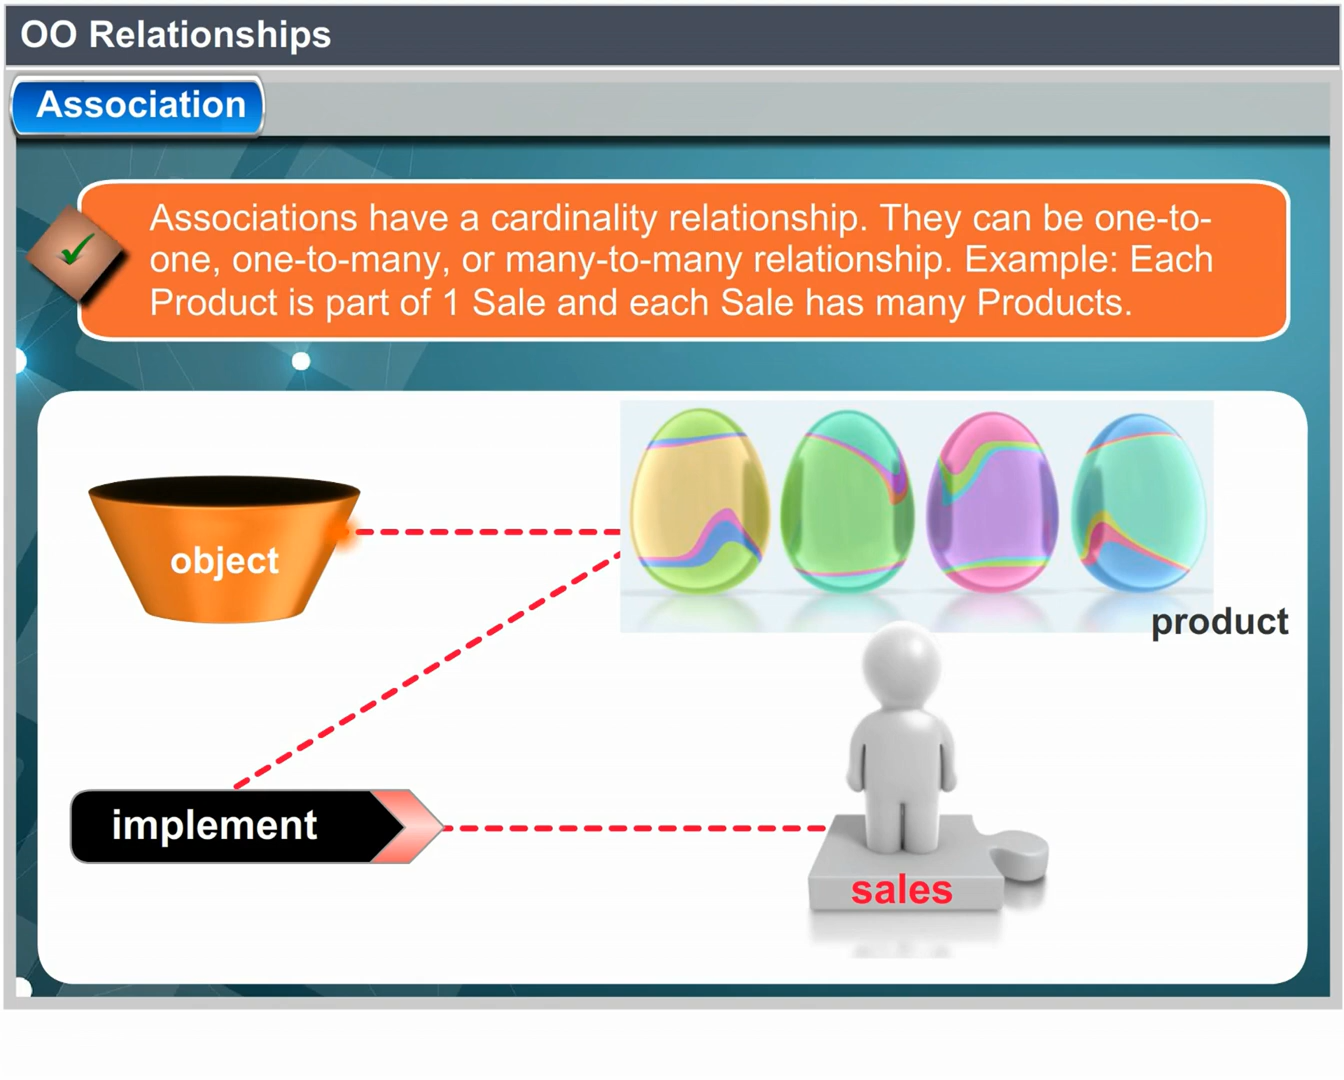 OO Relationships
Association
Associations have a cardinality relationship. They can be one-to-
one, one-to-many, or many-to-many relationship. Example: Each
Product is part of 1 Sale and each Sale has many Products.
object
product
implement
sales